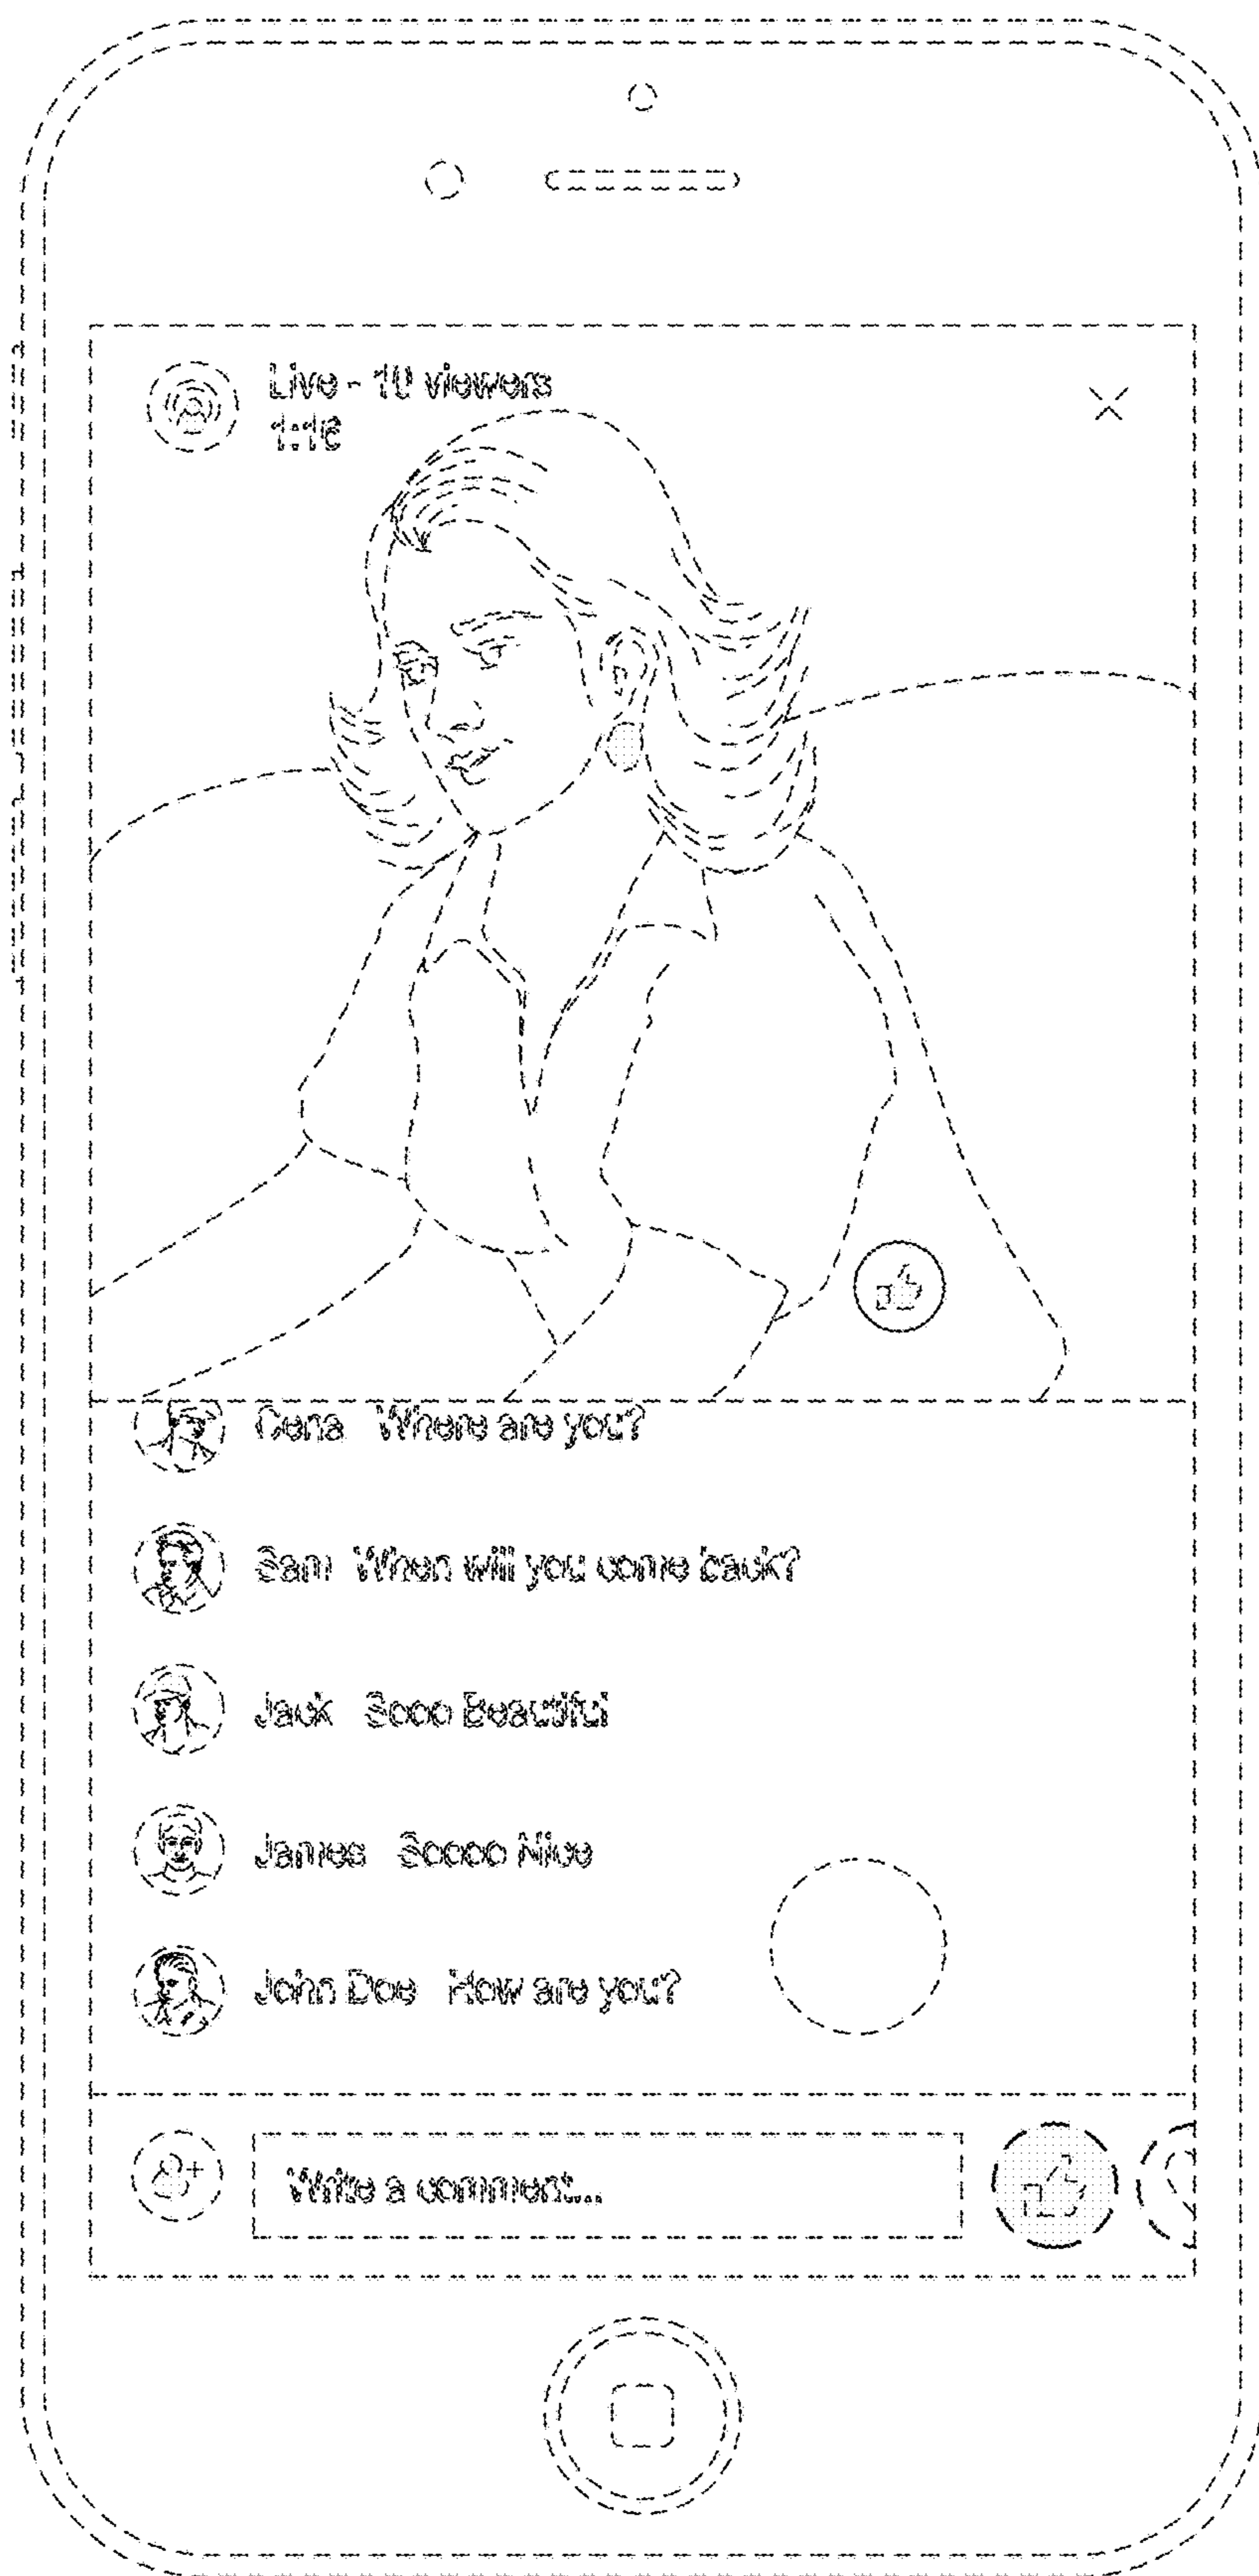 Live - 10 viewers
1:16
Cena Where are you?
Sam When will you come back?
Jack Sooo Beautiful
James Soooo Nice
John Doe How are you?
Write a comment...